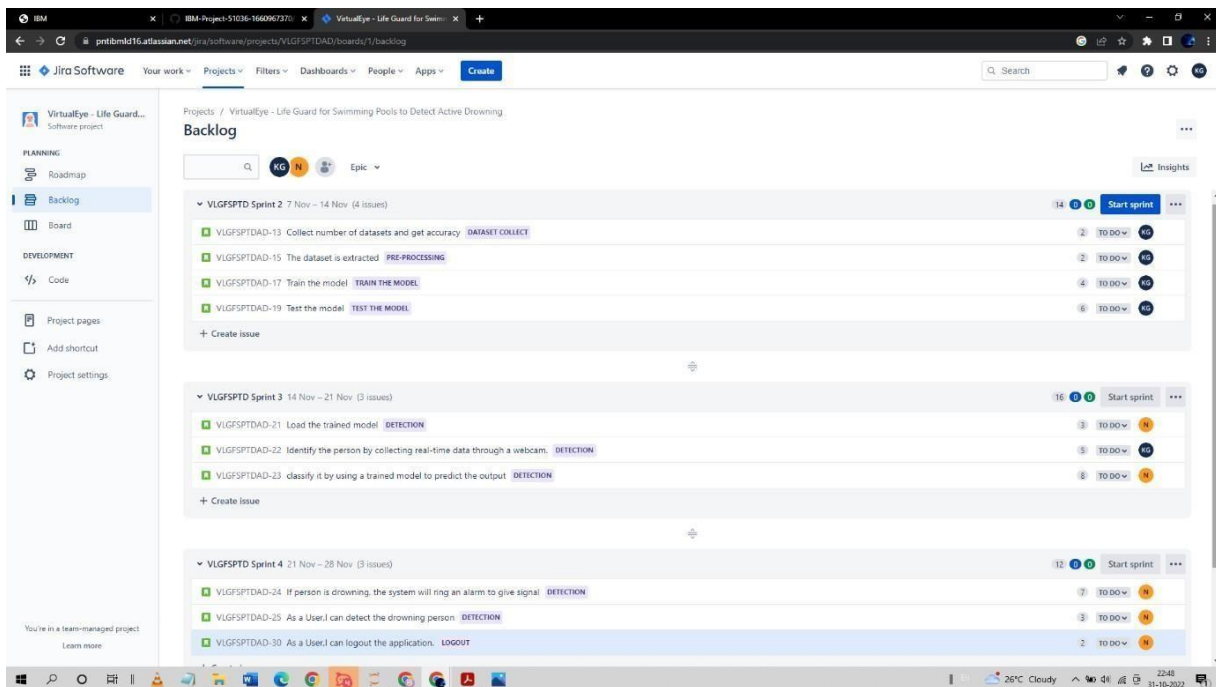 IBM
IBM-Project-51036-1660967370/
VirtualEye - Life Guard for Swimm
pntibmld16.atlassian.net/jira/software/projects/VLGFSPTDAD/boards/1/backlog
Jira Software Your work Projects Filters Dashboards People Apps Create Search KG
VirtualEye - Life Guard...
Software project
PLANNING
Roadmap
Backlog
Board
DEVELOPMENT
Code
Project pages
Add shortcut
Project settings
You're in a team-managed project
Learn more
Projects / VirtualEye - Life Guard for Swimming Pools to Detect Active Drowning
Backlog
KG N Epic Insights
VLGFSPTD Sprint 2 7 Nov – 14 Nov (4 issues) 14 0 0 Start sprint
VLGFSPTDAD-13 Collect number of datasets and get accuracy DATASET COLLECT 2 TO DO KG
VLGFSPTDAD-15 The dataset is extracted PRE-PROCESSING 2 TO DO KG
VLGFSPTDAD-17 Train the model TRAIN THE MODEL 4 TO DO KG
VLGFSPTDAD-19 Test the model TEST THE MODEL 6 TO DO KG
+ Create issue
VLGFSPTD Sprint 3 14 Nov – 21 Nov (3 issues) 16 0 0 Start sprint
VLGFSPTDAD-21 Load the trained model DETECTION 3 TO DO N
VLGFSPTDAD-22 Identify the person by collecting real-time data through a webcam. DETECTION 5 TO DO KG
VLGFSPTDAD-23 classify it by using a trained model to predict the output DETECTION 8 TO DO N
+ Create issue
VLGFSPTD Sprint 4 21 Nov – 28 Nov (3 issues) 12 0 0 Start sprint
VLGFSPTDAD-24 If person is drowning, the system will ring an alarm to give signal DETECTION 7 TO DO N
VLGFSPTDAD-25 As a User,I can detect the drowning person DETECTION 3 TO DO N
VLGFSPTDAD-30 As a User,I can logout the application. LOGOUT 2 TO DO N
26°C Cloudy
22:48
31-10-2022